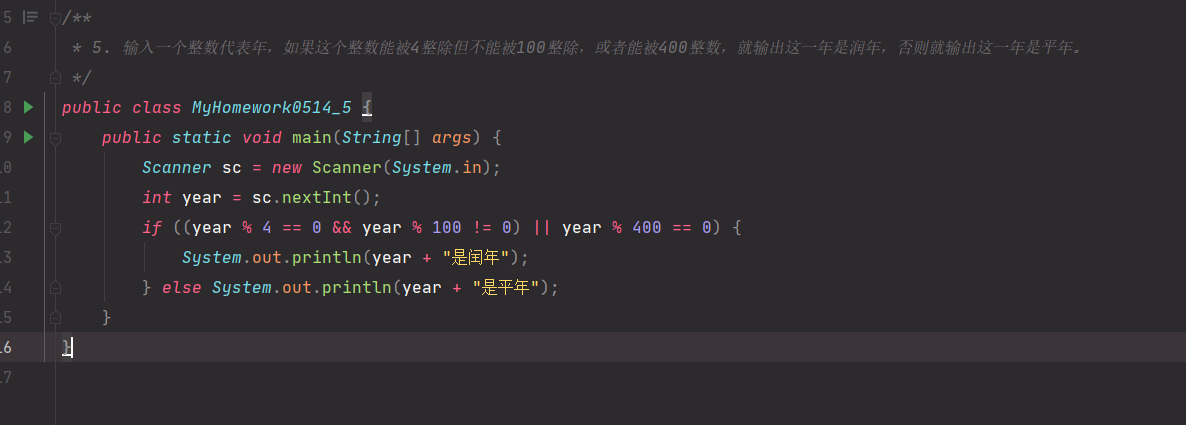 5 /**
6 * 5. 输入一个整数代表年，如果这个整数能被4整除但不能被100整除，或者能被400整数，就输出这一年是润年，否则就输出这一年是平年。
7 */
8 public class MyHomework0514_5 {
9 public static void main(String[] args) {
10 Scanner sc = new Scanner(System.in);
11 int year = sc.nextInt();
12 if ((year % 4 == 0 && year % 100 != 0) || year % 400 == 0) {
13 System.out.println(year + "是闰年");
14 } else System.out.println(year + "是平年");
15 }
16 }
17